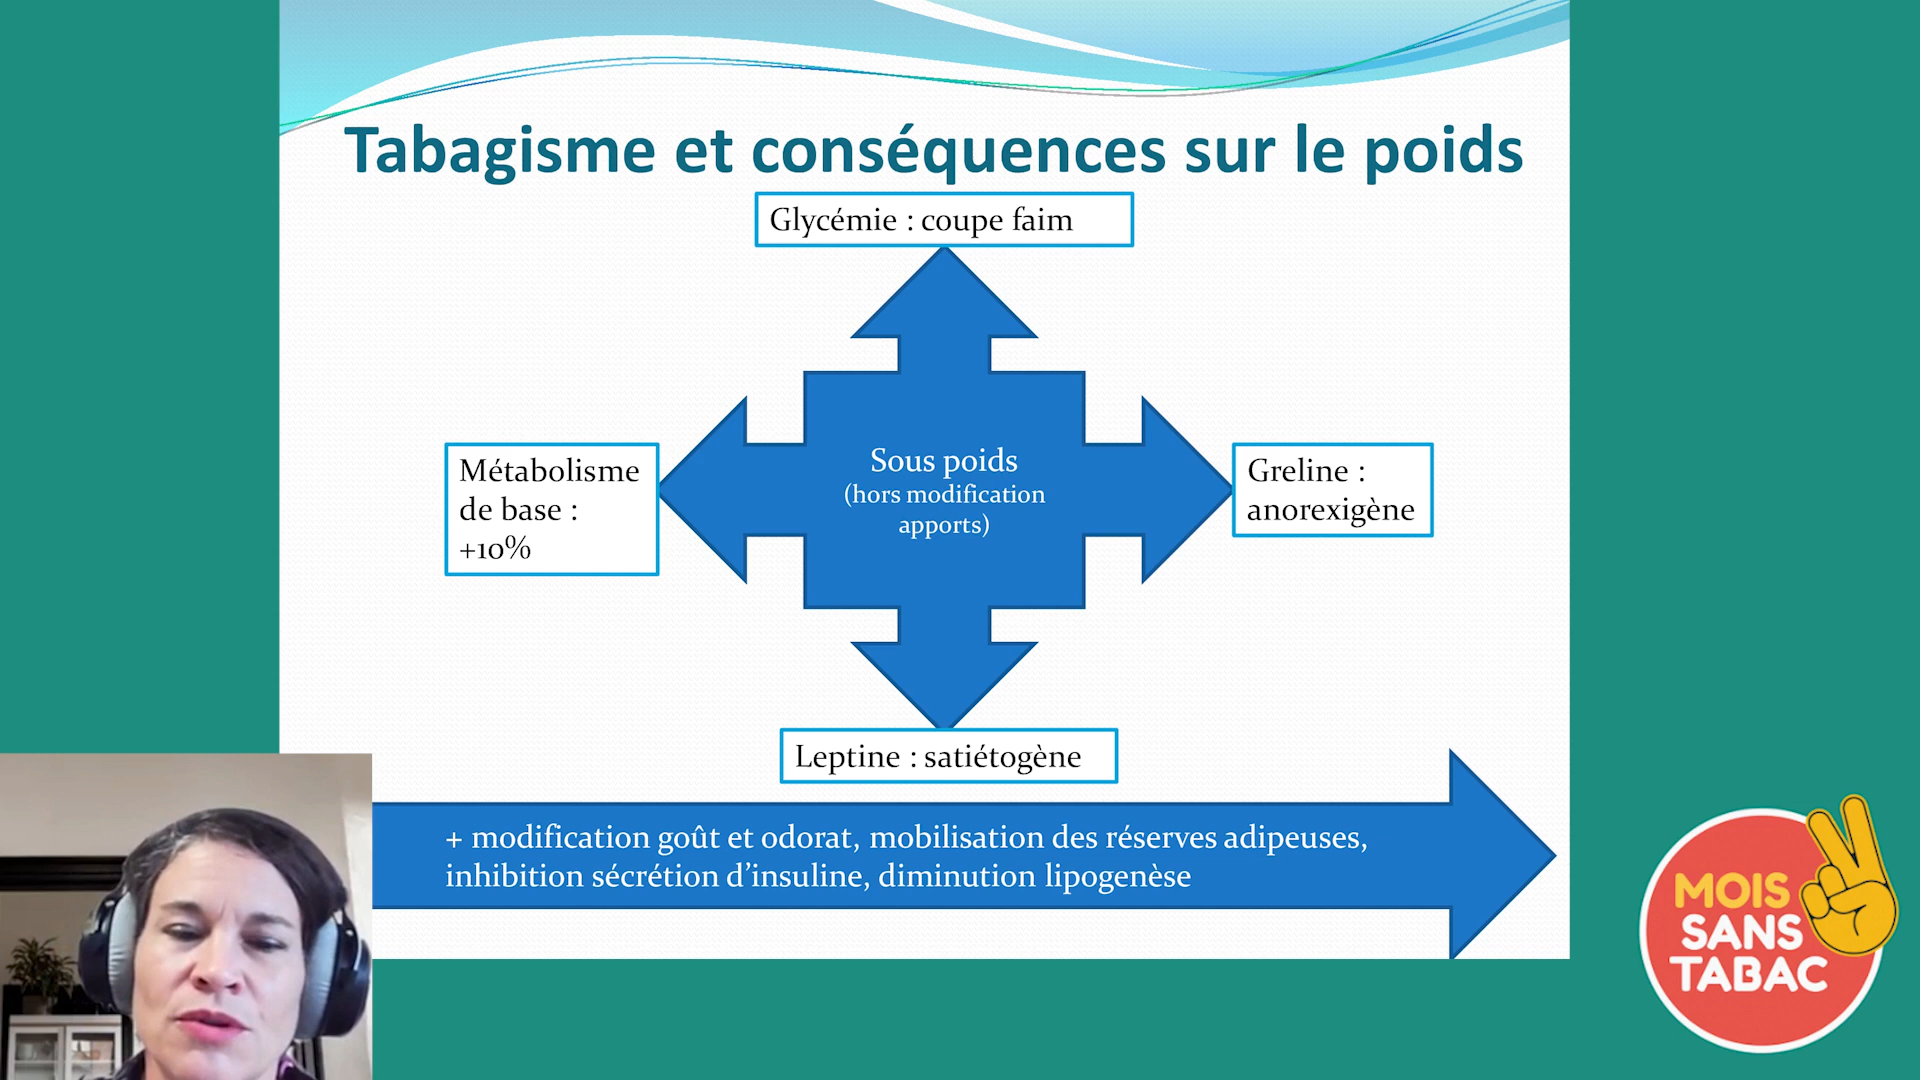 Tabagisme et conséquences sur le poids
Glycémie : coupe faim
Métabolisme
de base :
+10%
Sous poids
(hors modification
apports)
Greline :
anorexigène
Leptine : satiétogène
+ modification goût et odorat, mobilisation des réserves adipeuses,
inhibition sécrétion d’insuline, diminution lipogenèse
MOIS
SANS
TABAC